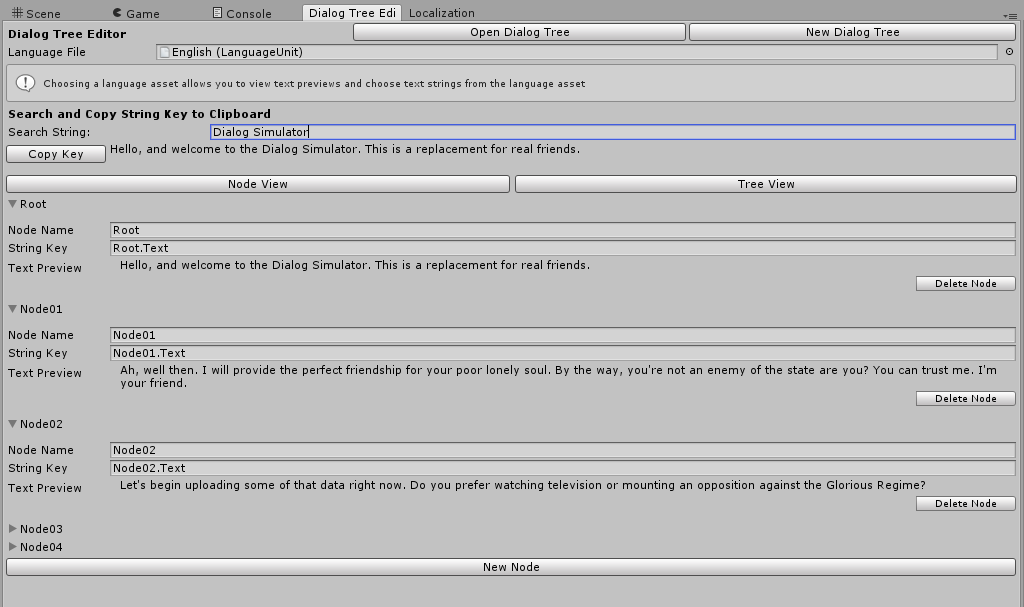 Scene Game Console Dialog Tree Edi Localization
Dialog Tree Editor Open Dialog Tree New Dialog Tree
Language File English (LanguageUnit)
Choosing a language asset allows you to view text previews and choose text strings from the language asset
Search and Copy String Key to Clipboard
Search String: Dialog Simulator
Copy Key Hello, and welcome to the Dialog Simulator. This is a replacement for real friends.
Node View Tree View
Root
Node Name Root
String Key Root.Text
Text Preview Hello, and welcome to the Dialog Simulator. This is a replacement for real friends.
Delete Node
Node01
Node Name Node01
String Key Node01.Text
Text Preview Ah, well then. I will provide the perfect friendship for your poor lonely soul. By the way, you're not an enemy of the state are you? You can trust me. I'm
your friend.
Delete Node
Node02
Node Name Node02
String Key Node02.Text
Text Preview Let's begin uploading some of that data right now. Do you prefer watching television or mounting an opposition against the Glorious Regime?
Delete Node
Node03
Node04
New Node